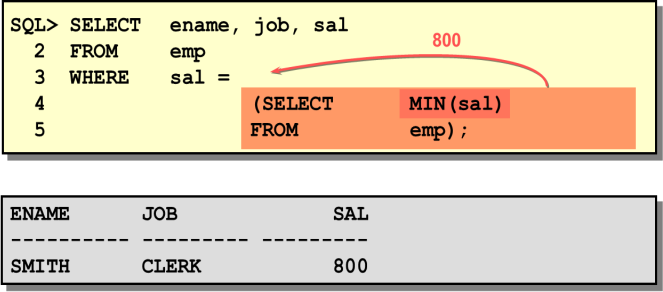 SQL> SELECT ename, job, sal
2 FROM emp
800
3 WHERE sal =
4 (SELECT MIN(sal)
5 FROM emp);
ENAME JOB SAL
---------- --------- ---------
SMITH CLERK 800